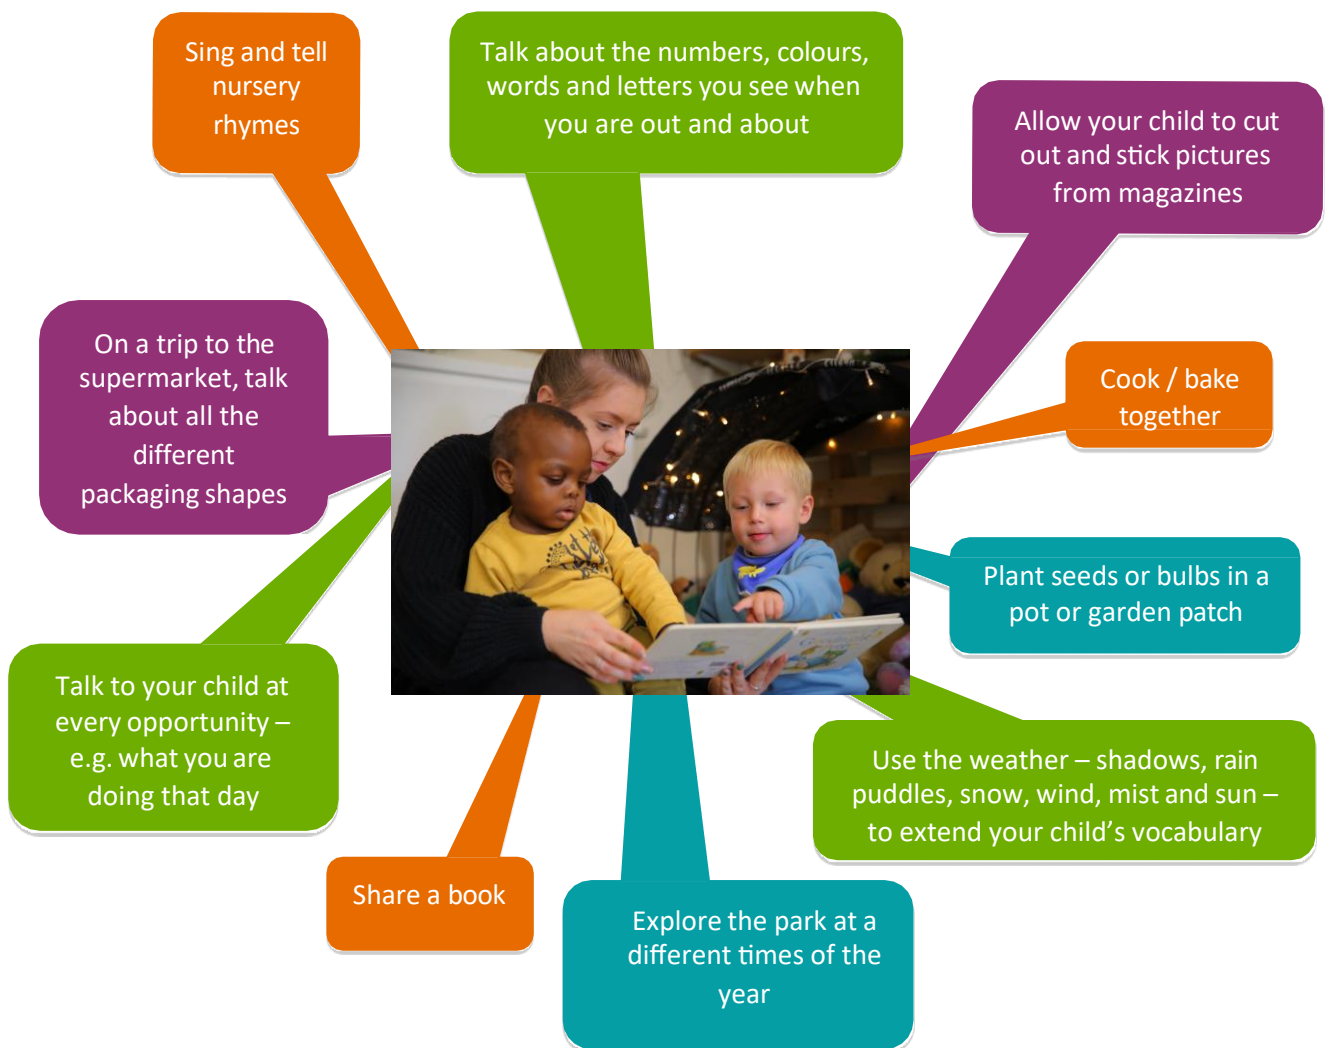 Sing and tell
nursery
rhymes
Talk about the numbers, colours,
words and letters you see when
you are out and about
Allow your child to cut
out and stick pictures
from magazines
On a trip to the
supermarket, talk
about all the
different
packaging shapes
Cook / bake
together
Plant seeds or bulbs in a
pot or garden patch
Talk to your child at
every opportunity –
e.g. what you are
doing that day
Use the weather – shadows, rain
puddles, snow, wind, mist and sun –
to extend your child’s vocabulary
Share a book
Explore the park at a
different times of the
year